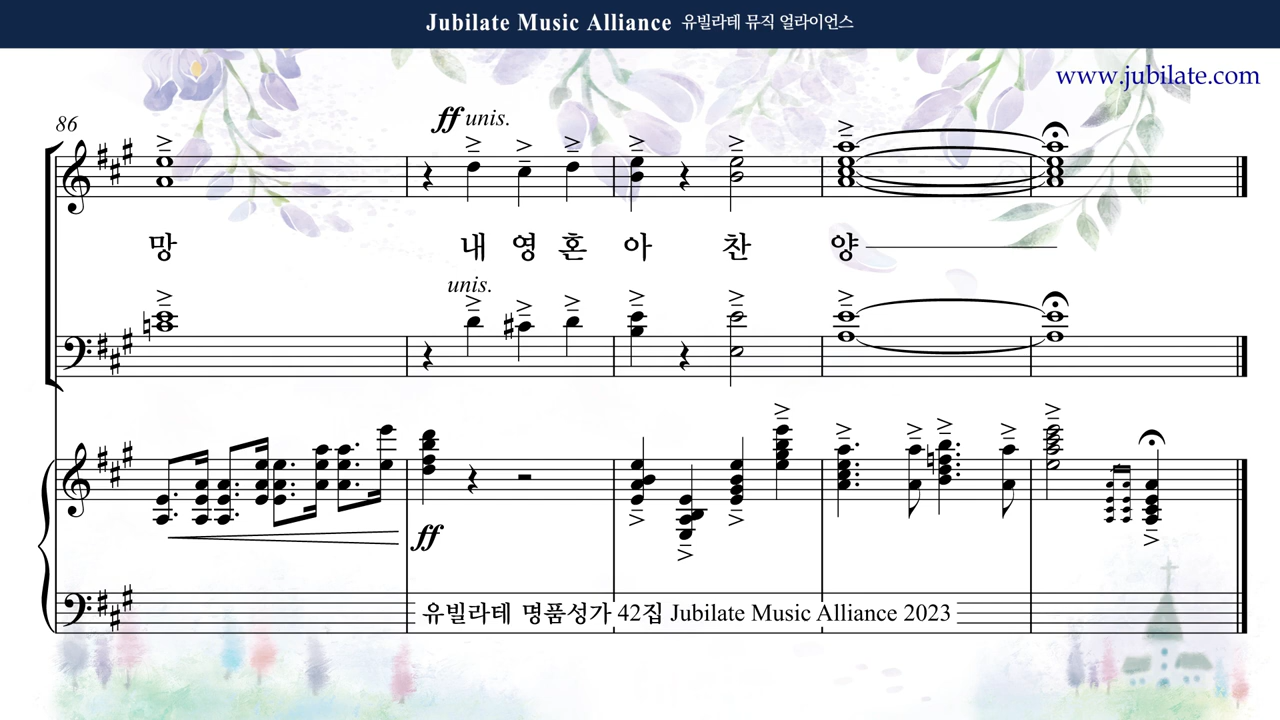 Jubilate Music Alliance 유빌라테 뮤직 얼라이언스
www.jubilate.com
86
ff unis.
망 내 영 혼 아 찬 양
unis.
ff
유빌라테 명품성가 42집 Jubilate Music Alliance 2023